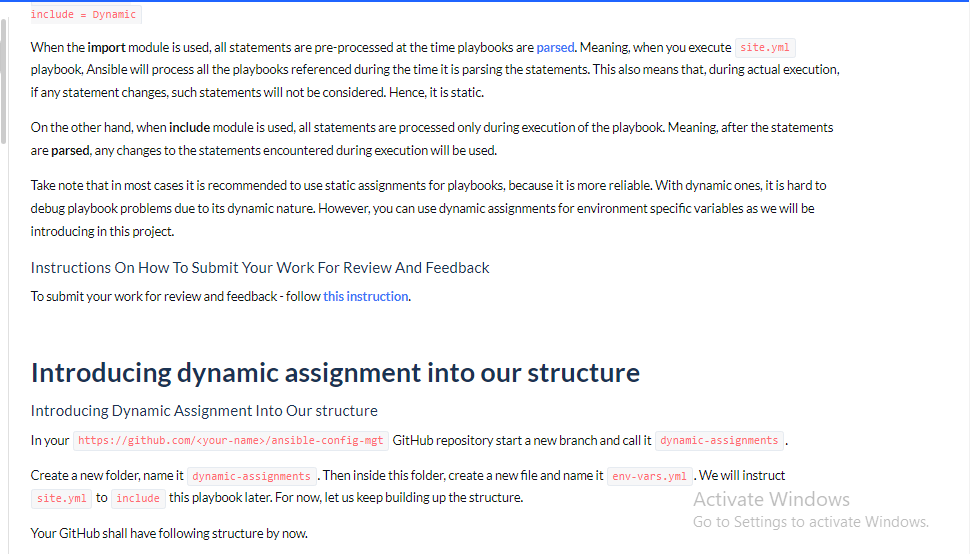 include = Dynamic
When the import module is used, all statements are pre-processed at the time playbooks are parsed. Meaning, when you execute site.yml
playbook, Ansible will process all the playbooks referenced during the time it is parsing the statements. This also means that, during actual execution,
if any statement changes, such statements will not be considered. Hence, it is static.
On the other hand, when include module is used, all statements are processed only during execution of the playbook. Meaning, after the statements
are parsed, any changes to the statements encountered during execution will be used.
Take note that in most cases it is recommended to use static assignments for playbooks, because it is more reliable. With dynamic ones, it is hard to
debug playbook problems due to its dynamic nature. However, you can use dynamic assignments for environment specific variables as we will be
introducing in this project.
Instructions On How To Submit Your Work For Review And Feedback
To submit your work for review and feedback - follow this instruction.
Introducing dynamic assignment into our structure
Introducing Dynamic Assignment Into Our structure
In your https://github.com/<your-name>/ansible-config-mgt GitHub repository start a new branch and call it dynamic-assignments .
Create a new folder, name it dynamic-assignments . Then inside this folder, create a new file and name it env-vars.yml . We will instruct
site.yml to include this playbook later. For now, let us keep building up the structure.
Activate Windows
Go to Settings to activate Windows.
Your GitHub shall have following structure by now.